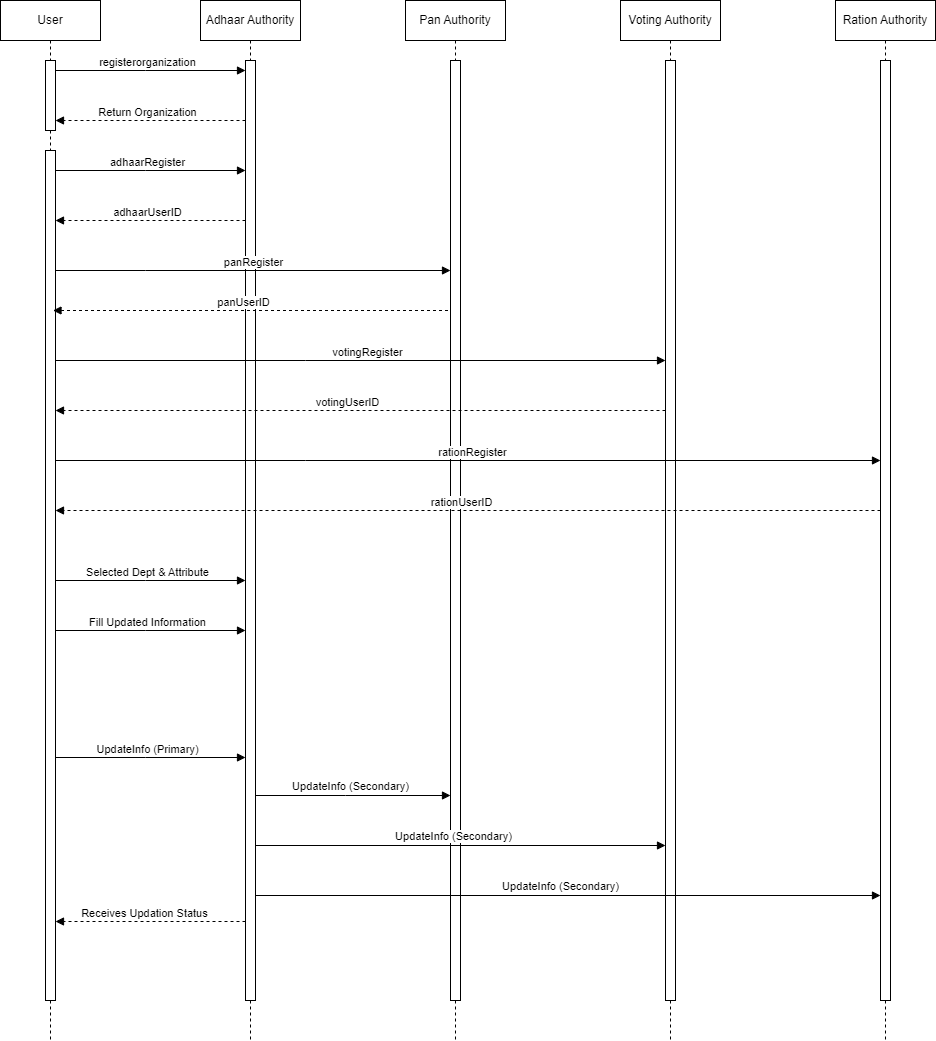 User
Adhaar Authority
Pan Authority
Voting Authority
Ration Authority
registerorganization
Return Organization
adhaarRegister
adhaarUserID
panRegister
panUserID
votingRegister
votingUserID
rationRegister
rationUserID
Selected Dept & Attribute
Fill Updated Information
UpdateInfo (Primary)
UpdateInfo (Secondary)
UpdateInfo (Secondary)
UpdateInfo (Secondary)
Receives Updation Status